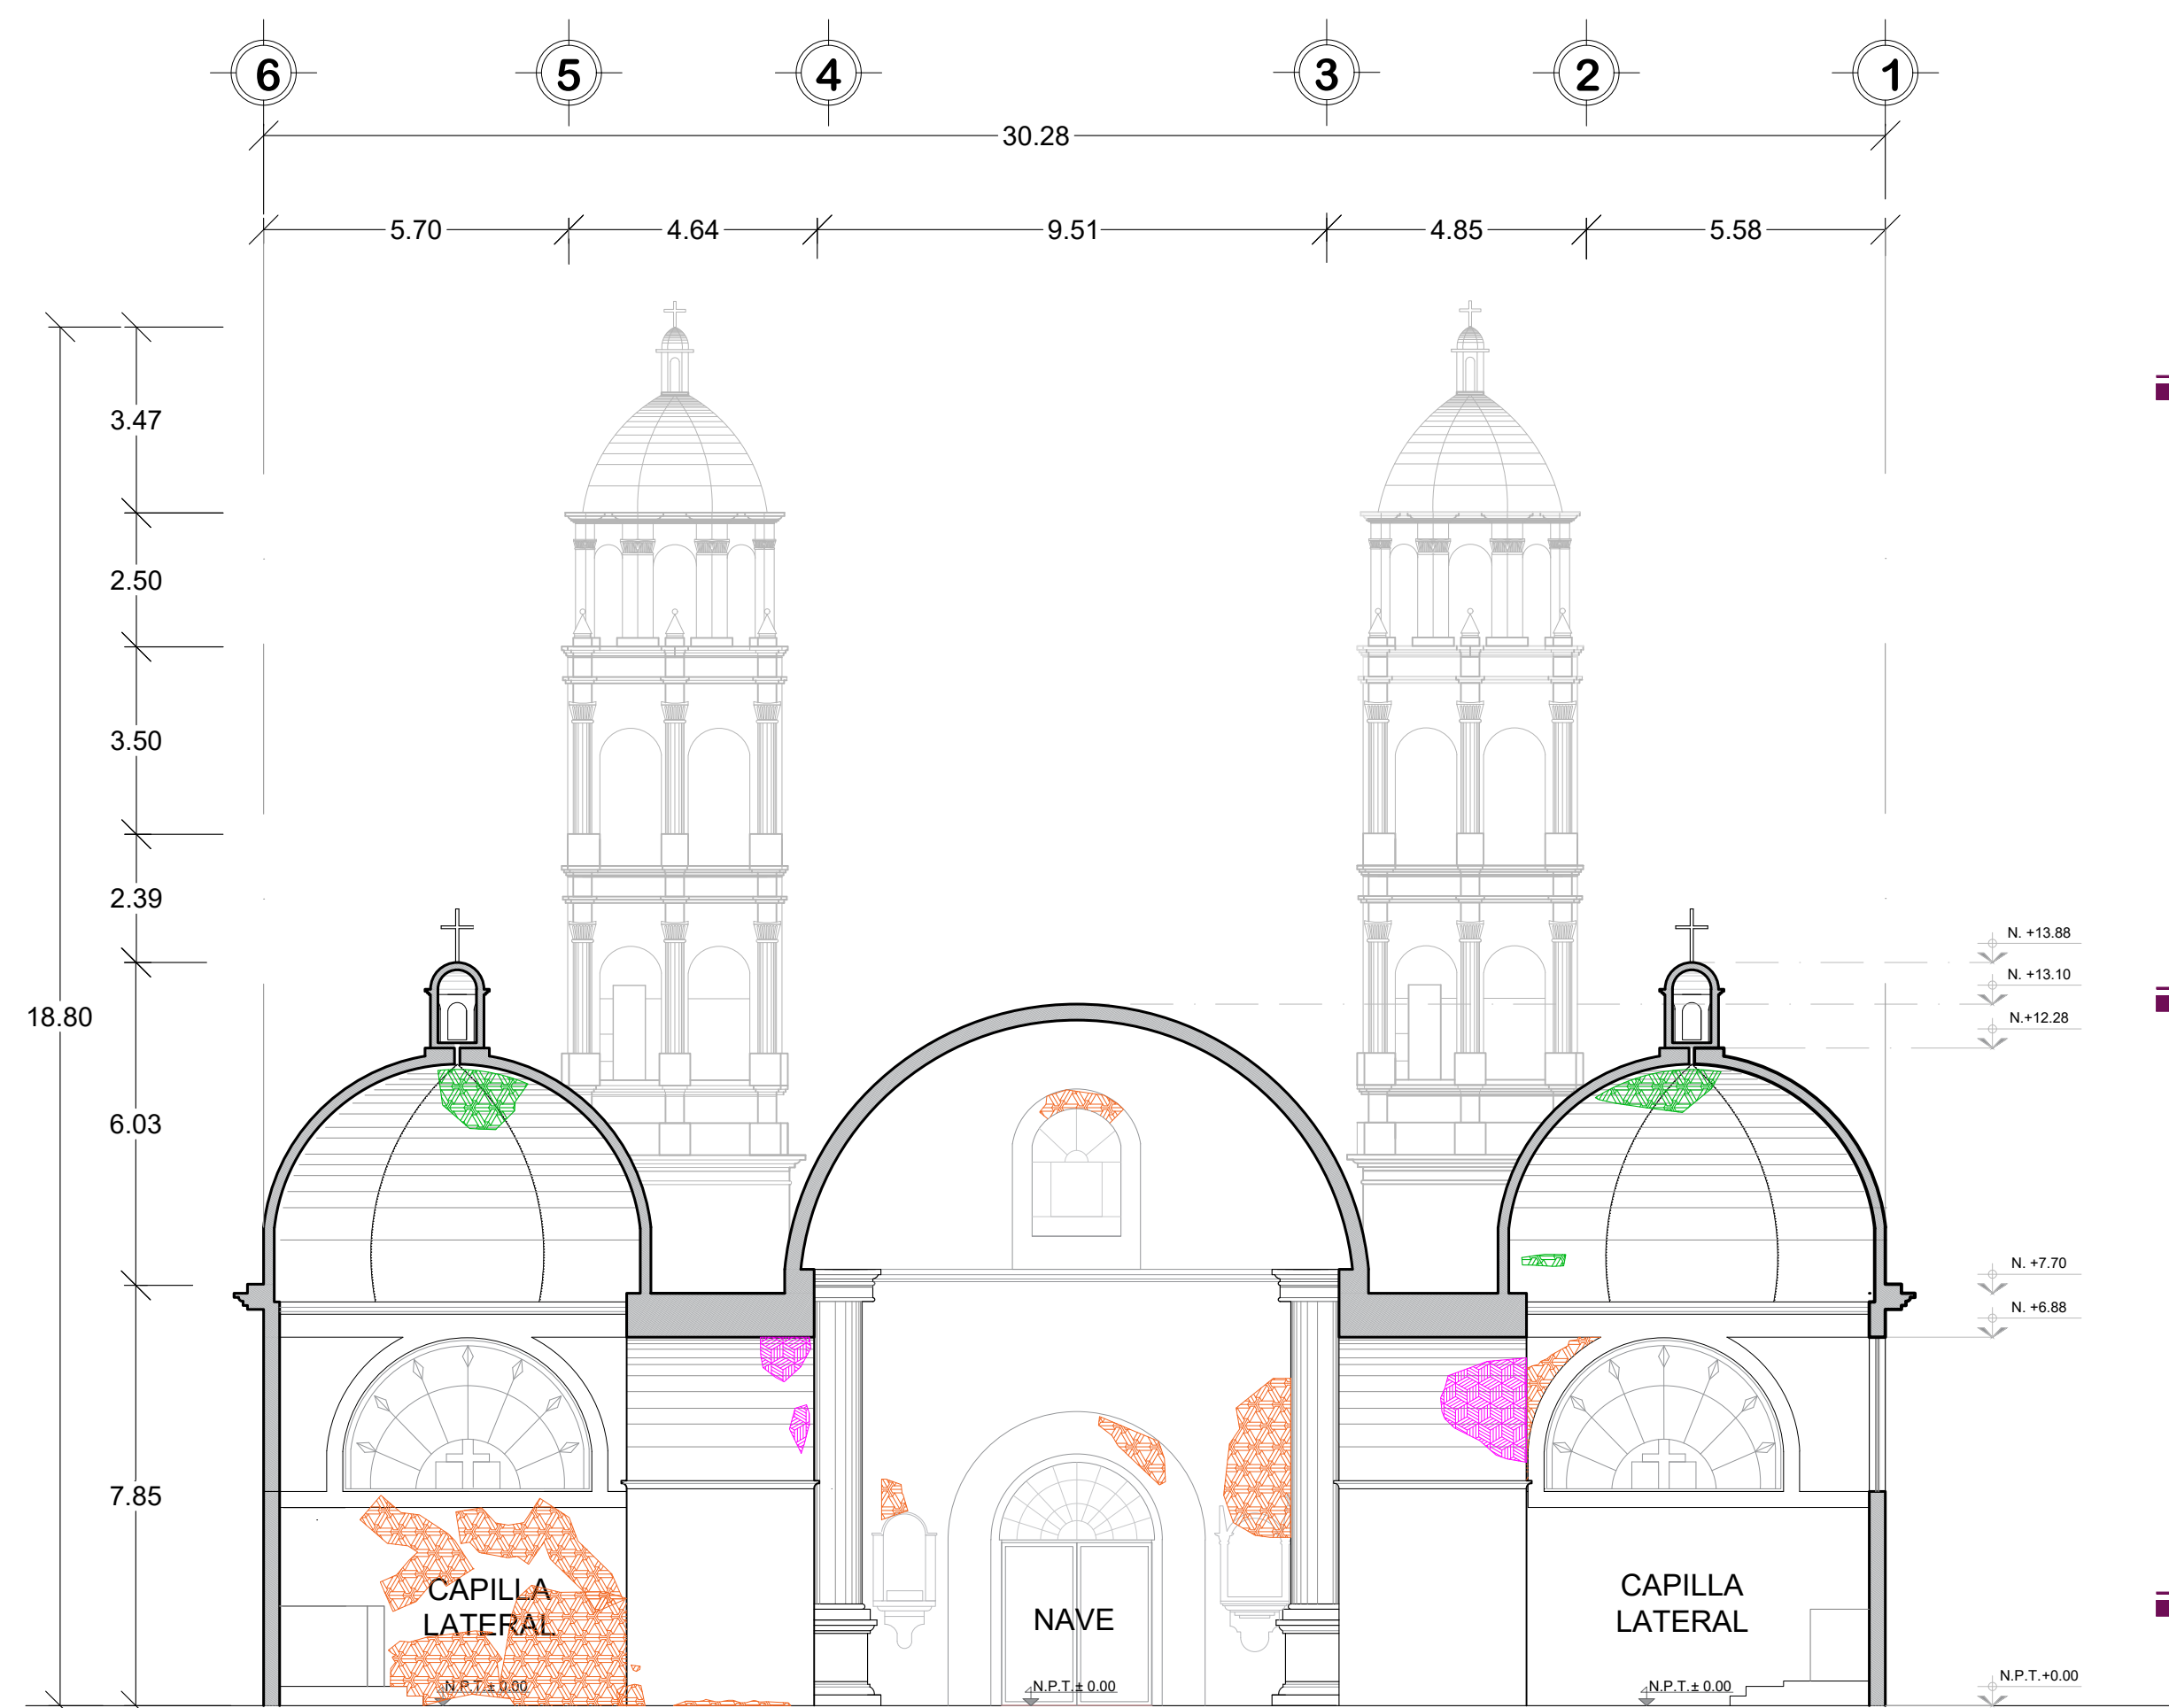 6 5 4 3 2 1
30.28
5.70 4.64 9.51 4.85 5.58
3.47
2.50
3.50
2.39
N. +13.88
N. +13.10
18.80
N.+12.28
6.03
N. +7.70
N. +6.88
7.85
CAPILLA
LATERAL
NAVE
CAPILLA
LATERAL
N.P.T.± 0.00
N.P.T.± 0.00
N.P.T.± 0.00
N.P.T.+0.00